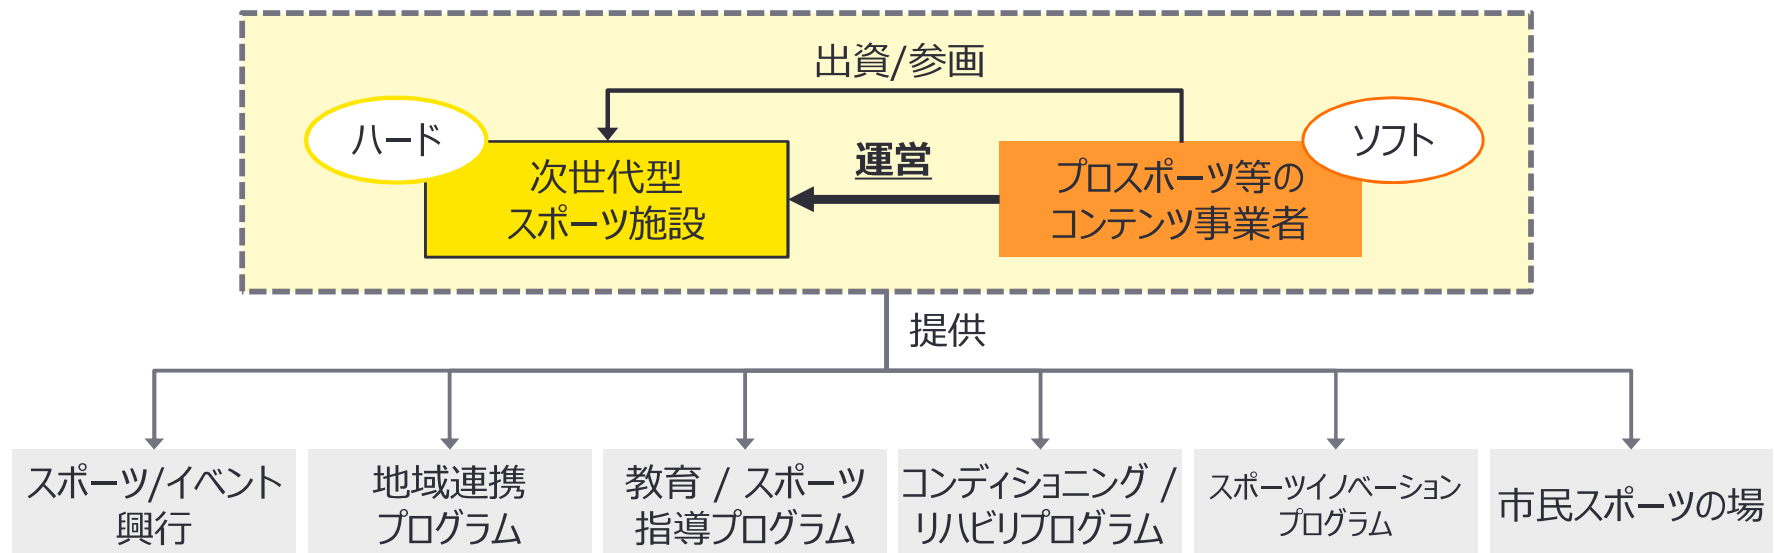 出資/参画
ハード
ソフト
運営
次世代型
スポーツ施設
プロスポーツ等の
コンテンツ事業者
提供
スポーツ/イベント
興行
地域連携
プログラム
教育 / スポーツ
指導プログラム
コンディショニング /
リハビリプログラム
スポーツイノベーション
プログラム
市民スポーツの場